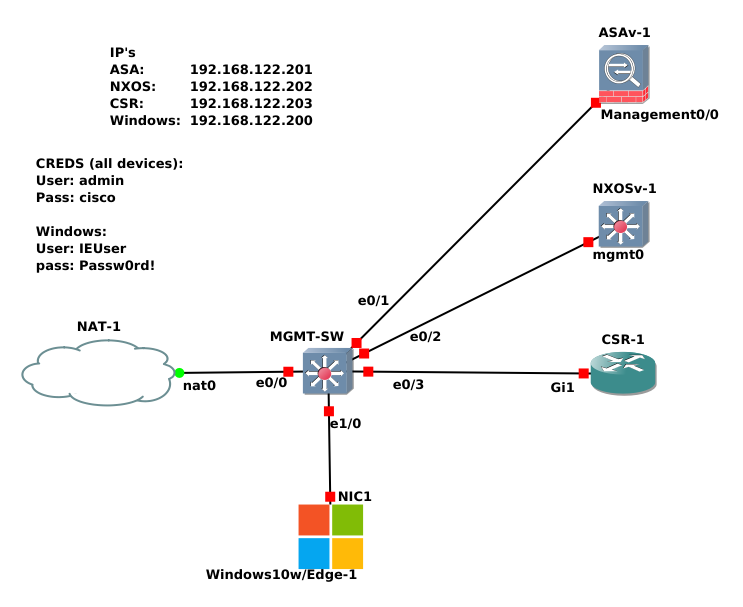 ASAv-1
IP's
ASA: 192.168.122.201
NXOS: 192.168.122.202
CSR: 192.168.122.203
Windows: 192.168.122.200
Management0/0
CREDS (all devices):
User: admin
Pass: cisco
NXOSv-1
Windows:
User: IEUser
pass: Passw0rd!
mgmt0
e0/1
NAT-1
MGMT-SW
e0/2
CSR-1
nat0
e0/0
e0/3
Gi1
e1/0
NIC1
Windows10w/Edge-1